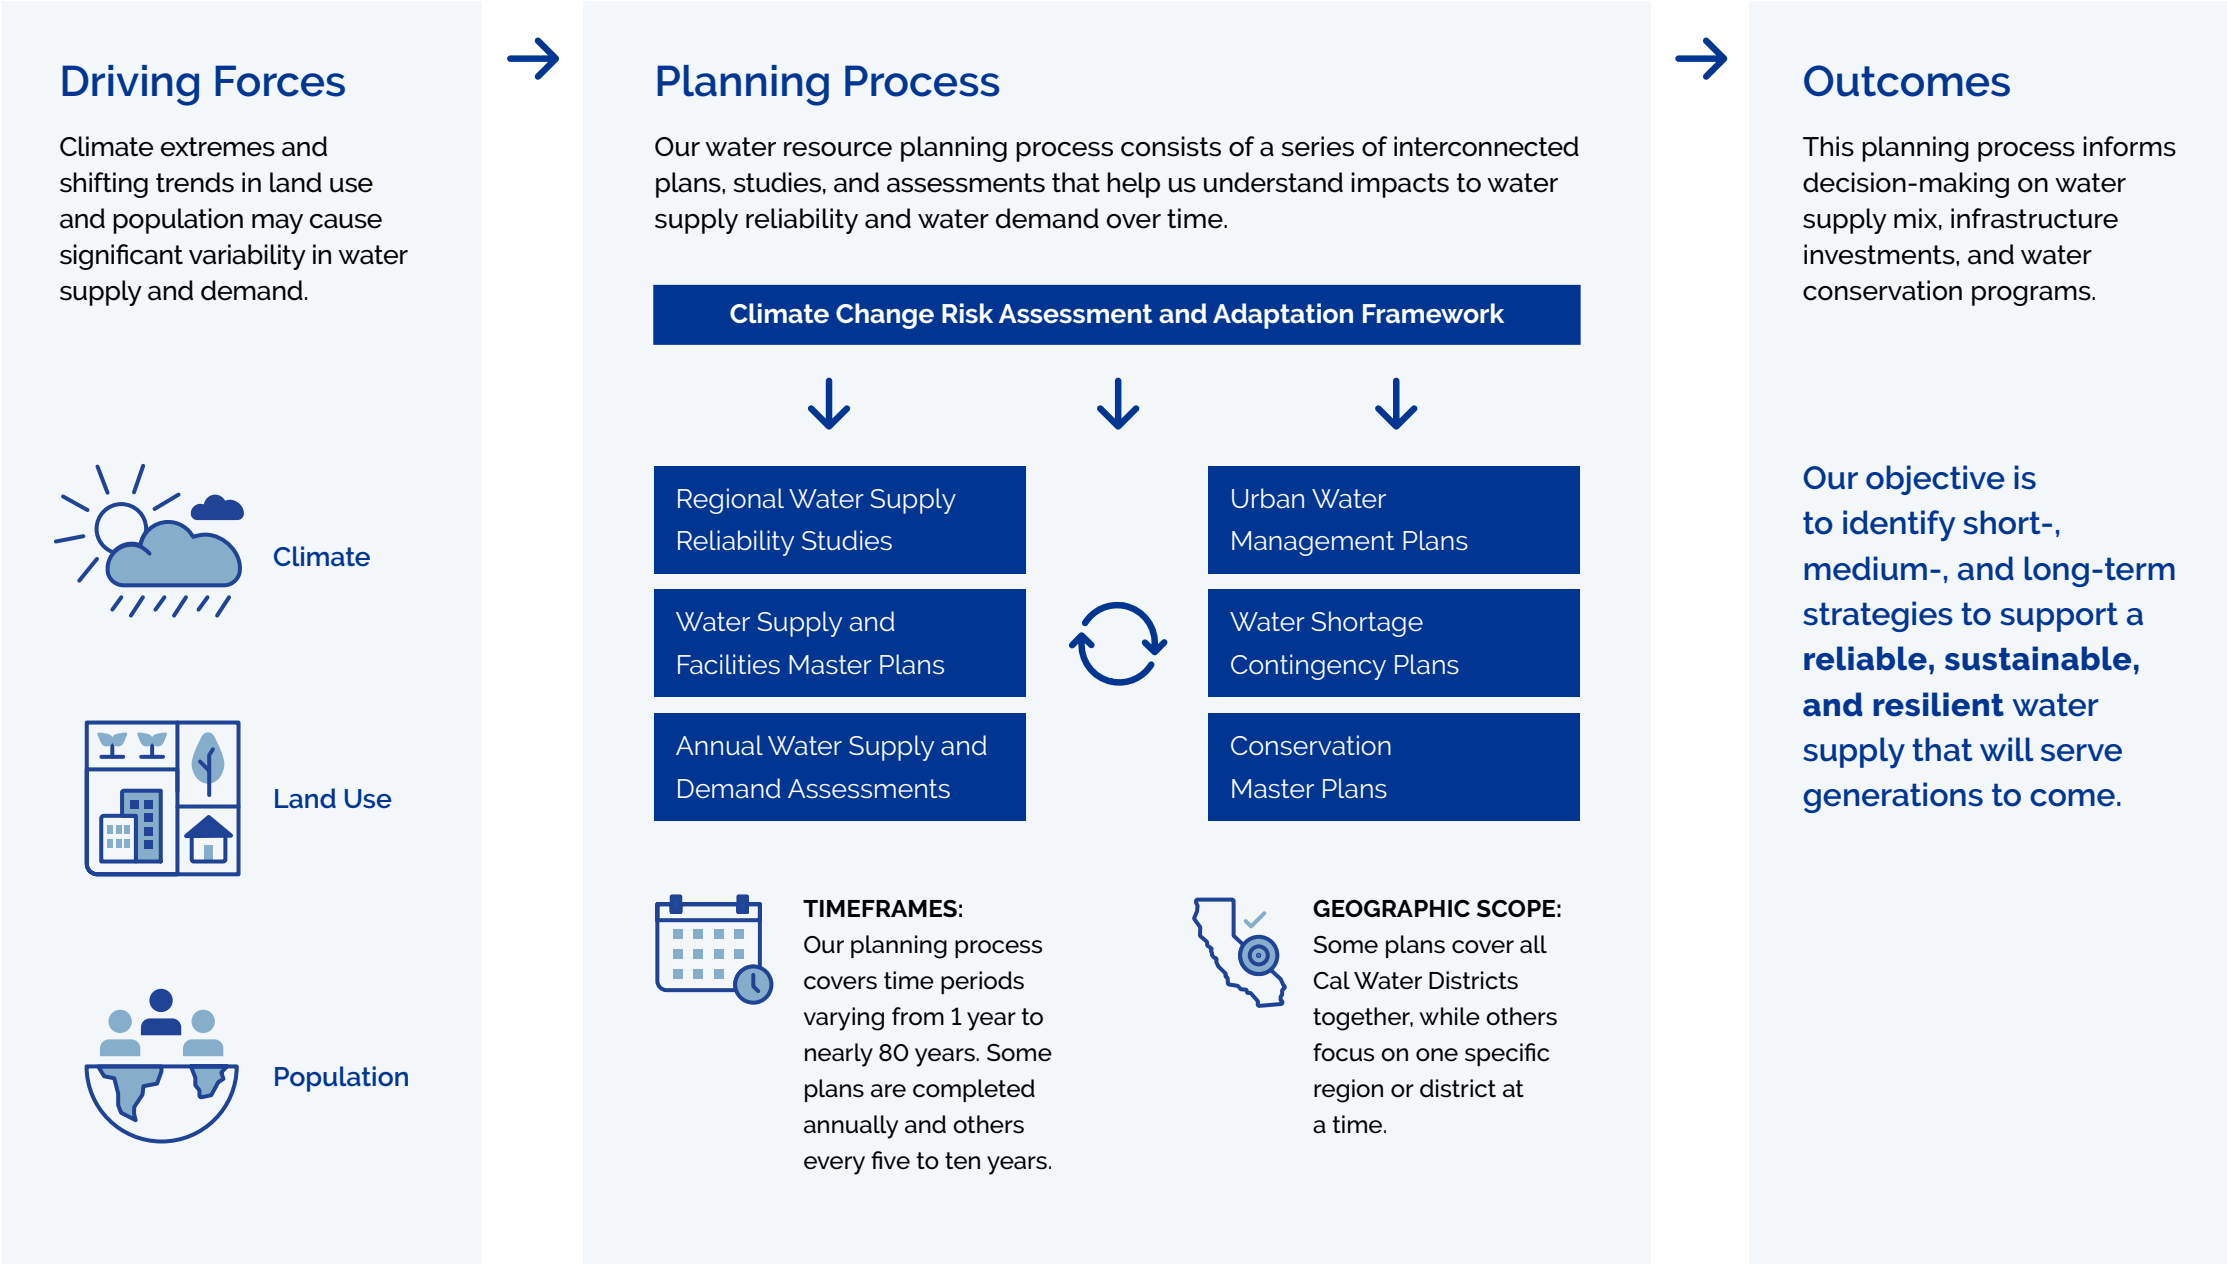 Driving Forces
Climate extremes and
shifting trends in land use
and population may cause
significant variability in water
supply and demand.
Climate
Land Use
Population
Planning Process
Our water resource planning process consists of a series of interconnected
plans, studies, and assessments that help us understand impacts to water
supply reliability and water demand over time.
Climate Change Risk Assessment and Adaptation Framework
Regional Water Supply
Reliability Studies
Water Supply and
Facilities Master Plans
Annual Water Supply and
Demand Assessments
Urban Water
Management Plans
Water Shortage
Contingency Plans
Conservation
Master Plans
TIMEFRAMES:
Our planning process
covers time periods
varying from 1 year to
nearly 80 years. Some
plans are completed
annually and others
every five to ten years.
GEOGRAPHIC SCOPE:
Some plans cover all
Cal Water Districts
together, while others
focus on one specific
region or district at
a time.
Outcomes
This planning process informs
decision-making on water
supply mix, infrastructure
investments, and water
conservation programs.
Our objective is
to identify short-,
medium-, and long-term
strategies to support a
reliable, sustainable,
and resilient water
supply that will serve
generations to come.